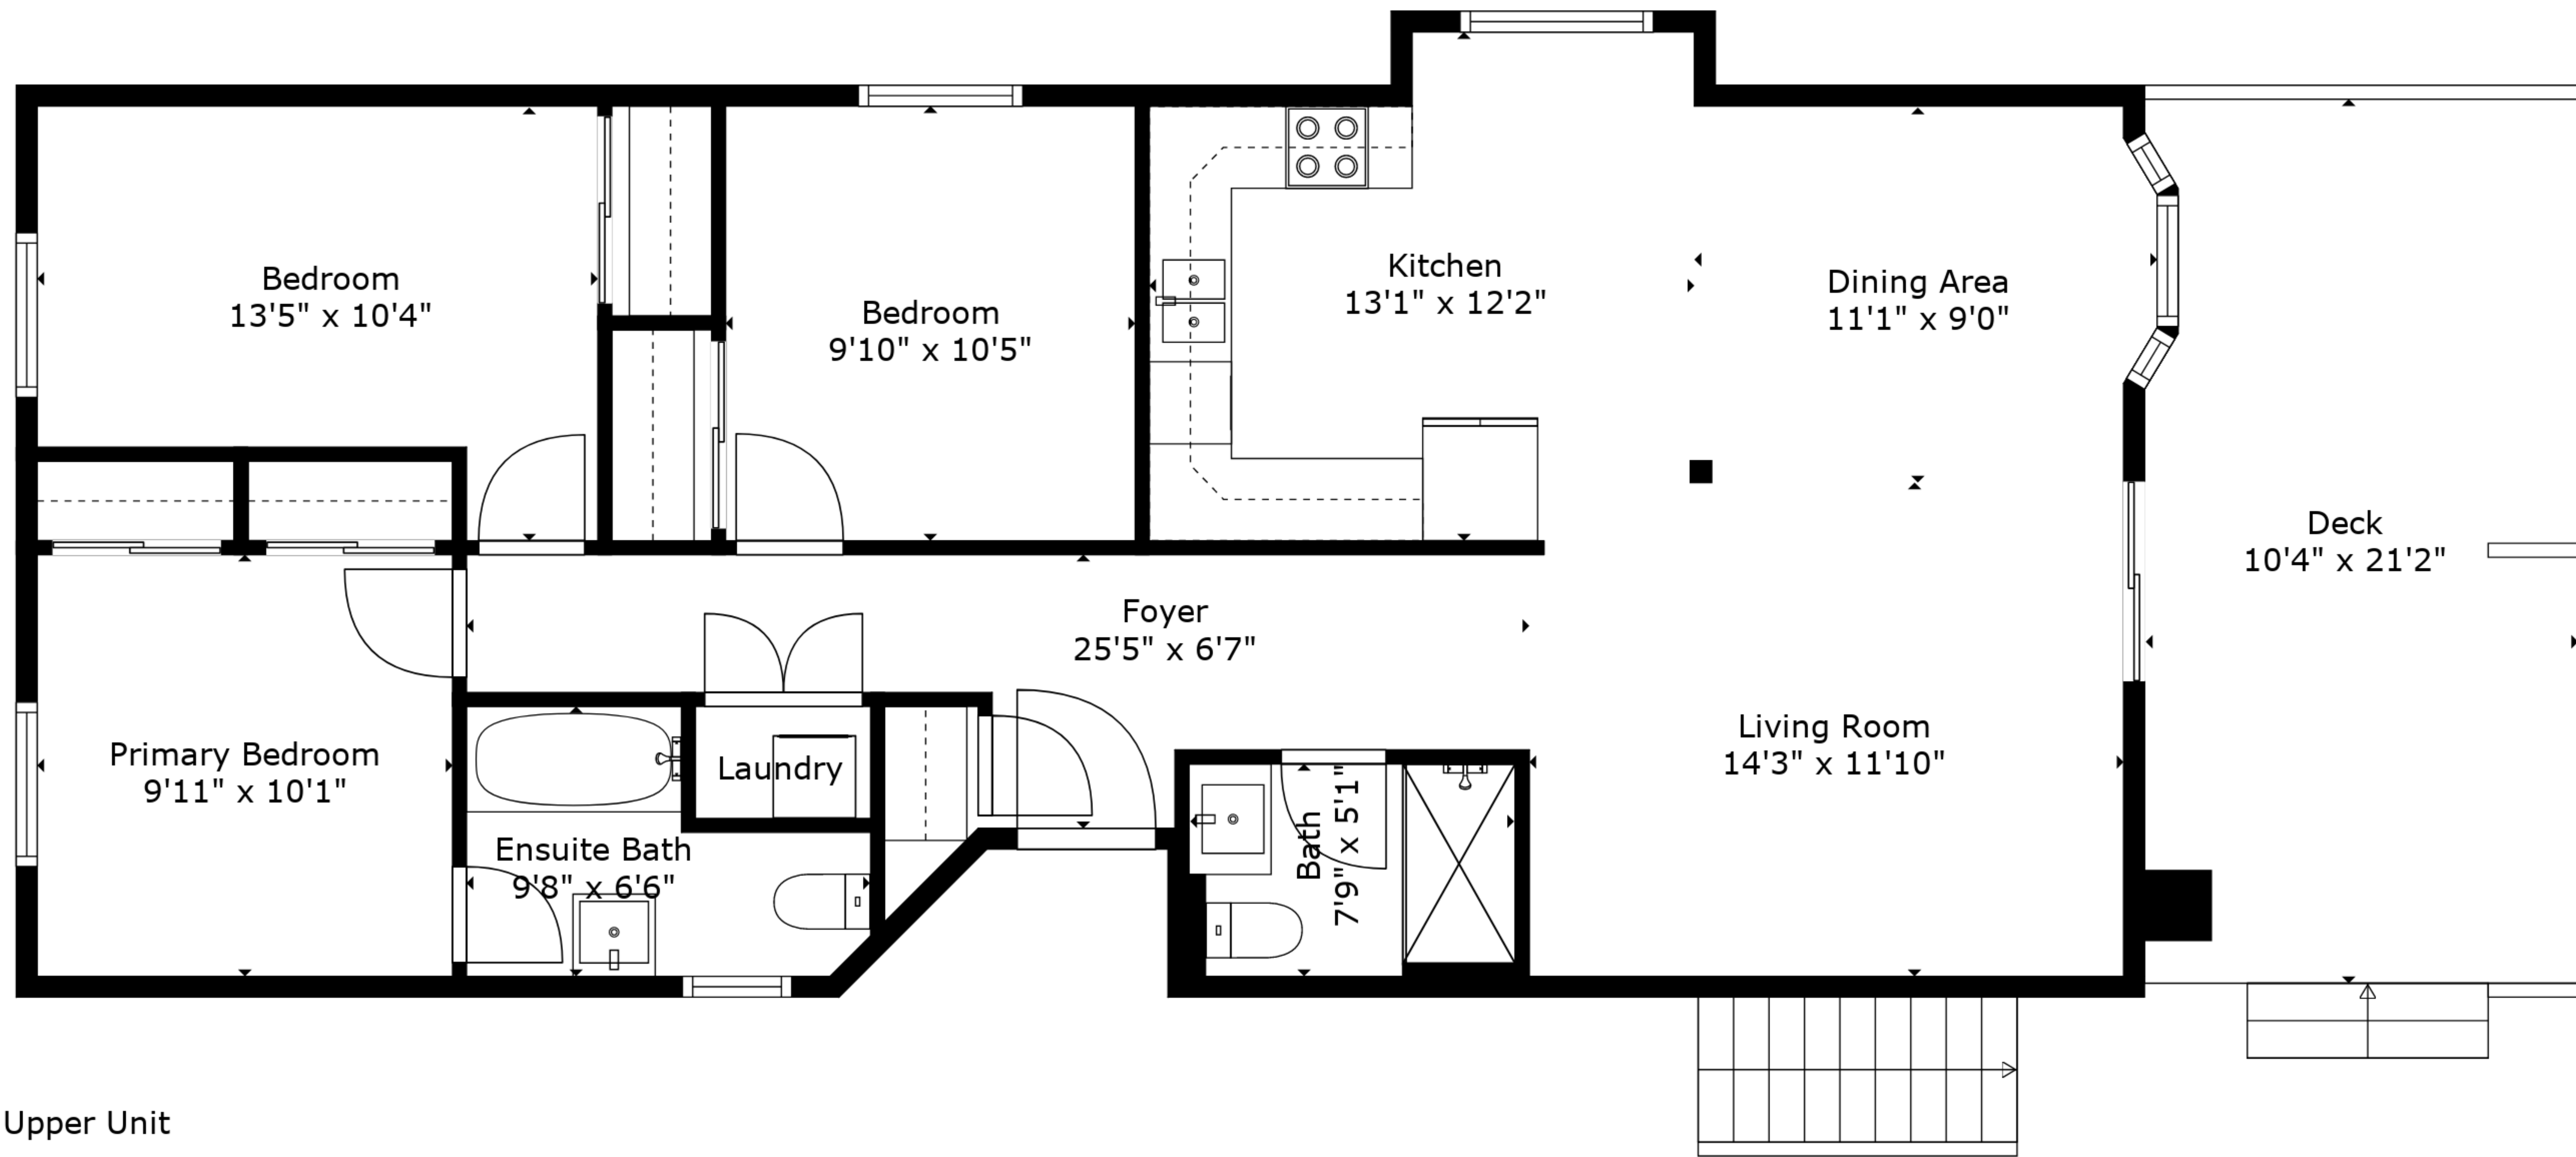 Bedroom
13'5" x 10'4"
Bedroom
9'10" x 10'5"
Kitchen
13'1" x 12'2"
Dining Area
11'1" x 9'0"
Deck
10'4" x 21'2"
Foyer
25'5" x 6'7"
Primary Bedroom
9'11" x 10'1"
Laundry
Living Room
14'3" x 11'10"
Ensuite Bath
9'8" x 6'6"
Bath
7'9" x 5'1"
Upper Unit